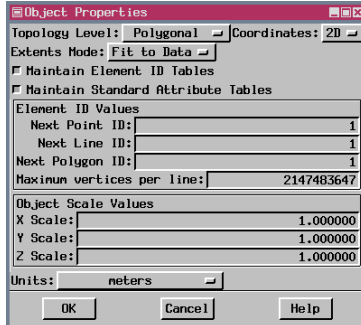 Object Properties
Topology Level: Polygonal Coordinates: 2D
Extents Mode: Fit to Data
Maintain Element ID Tables
Maintain Standard Attribute Tables
Element ID Values
Next Point ID: 1
Next Line ID: 1
Next Polygon ID: 1
Maximum vertices per line: 2147483647
Object Scale Values
X Scale: 1.000000
Y Scale: 1.000000
Z Scale: 1.000000
Units: meters
OK Cancel Help